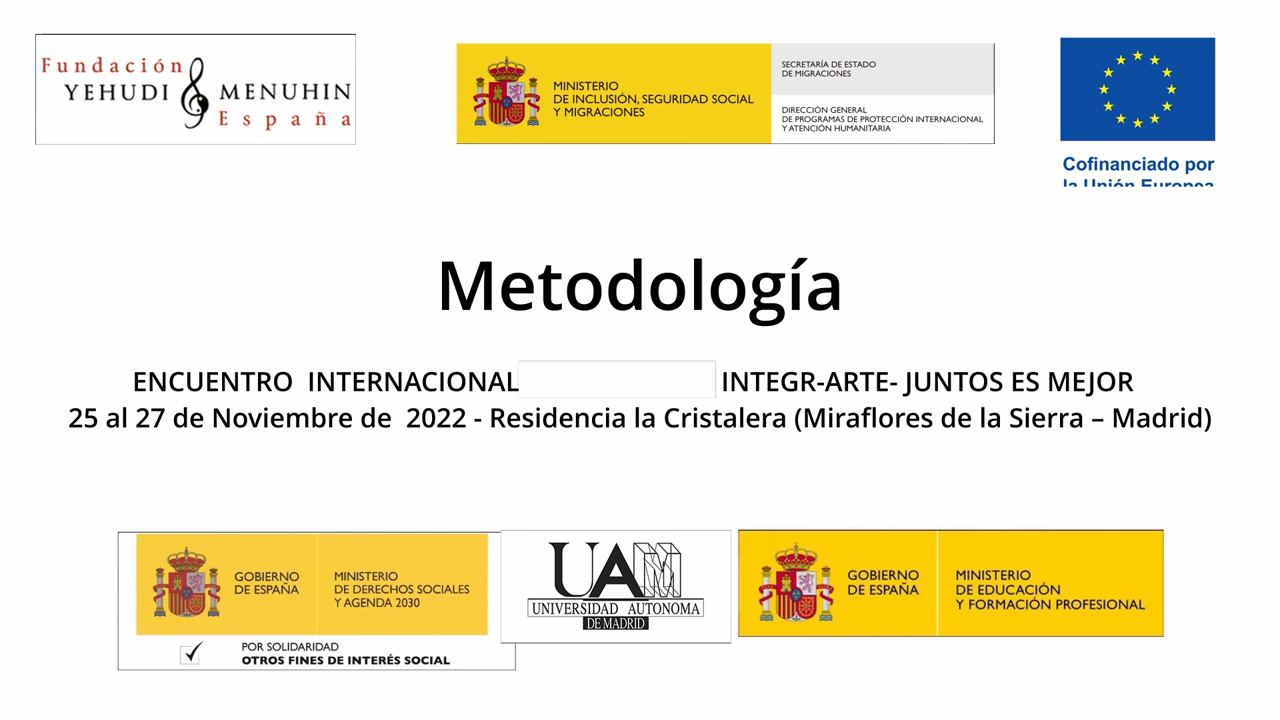 Fundación
YEHUDI MENUHIN
España
MINISTERIO
DE INCLUSIÓN, SEGURIDAD SOCIAL
Y MIGRACIONES
SECRETARÍA DE ESTADO
DE MIGRACIONES
DIRECCIÓN GENERAL
DE PROGRAMAS DE PROTECCIÓN INTERNACIONAL
Y ATENCIÓN HUMANITARIA
Cofinanciado por
la Unión Europea
Metodología
ENCUENTRO INTERNACIONAL INTEGR-ARTE- JUNTOS ES MEJOR
25 al 27 de Noviembre de 2022 - Residencia la Cristalera (Miraflores de la Sierra – Madrid)
GOBIERNO
DE ESPAÑA
MINISTERIO
DE DERECHOS SOCIALES
Y AGENDA 2030
POR SOLIDARIDAD
OTROS FINES DE INTERÉS SOCIAL
UAM
UNIVERSIDAD AUTONOMA
DE MADRID
GOBIERNO
DE ESPAÑA
MINISTERIO
DE EDUCACIÓN
Y FORMACIÓN PROFESIONAL